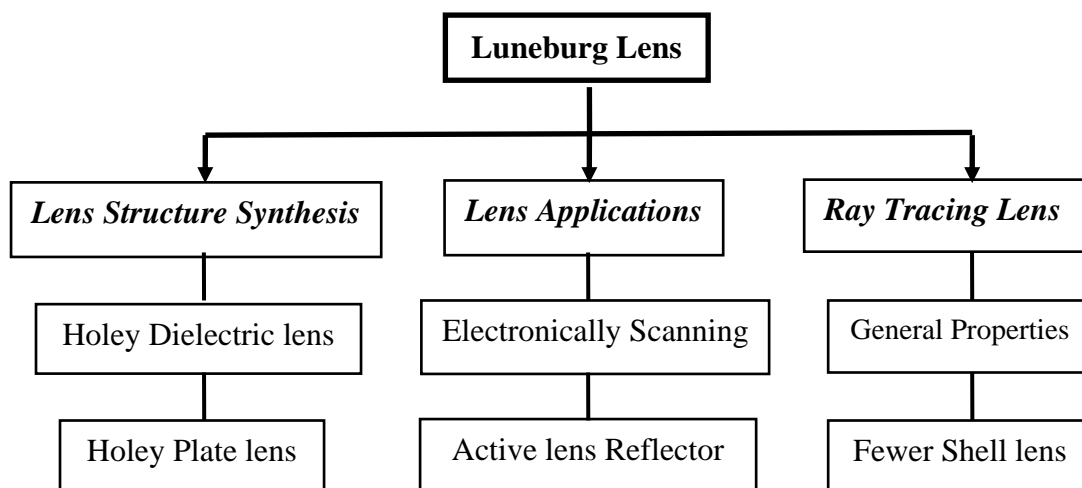 Luneburg Lens
Lens Structure Synthesis
Lens Applications
Ray Tracing Lens
Holey Dielectric lens
Electronically Scanning
General Properties
Holey Plate lens
Active lens Reflector
Fewer Shell lens